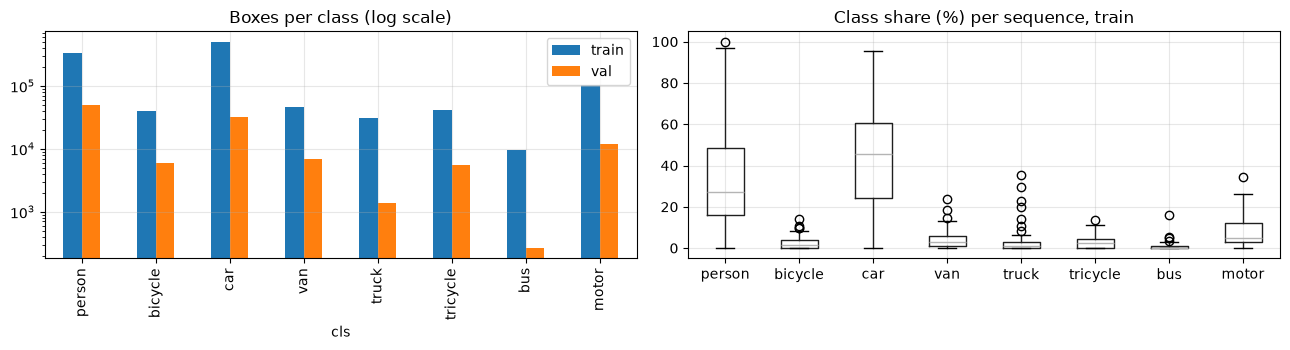 Boxes per class (log scale)
10^5
10^4
10^3
train
val
person
bicycle
car
van
truck
tricycle
bus
motor
cls
Class share (%) per sequence, train
100
80
60
40
20
0
person
bicycle
car
van
truck
tricycle
bus
motor